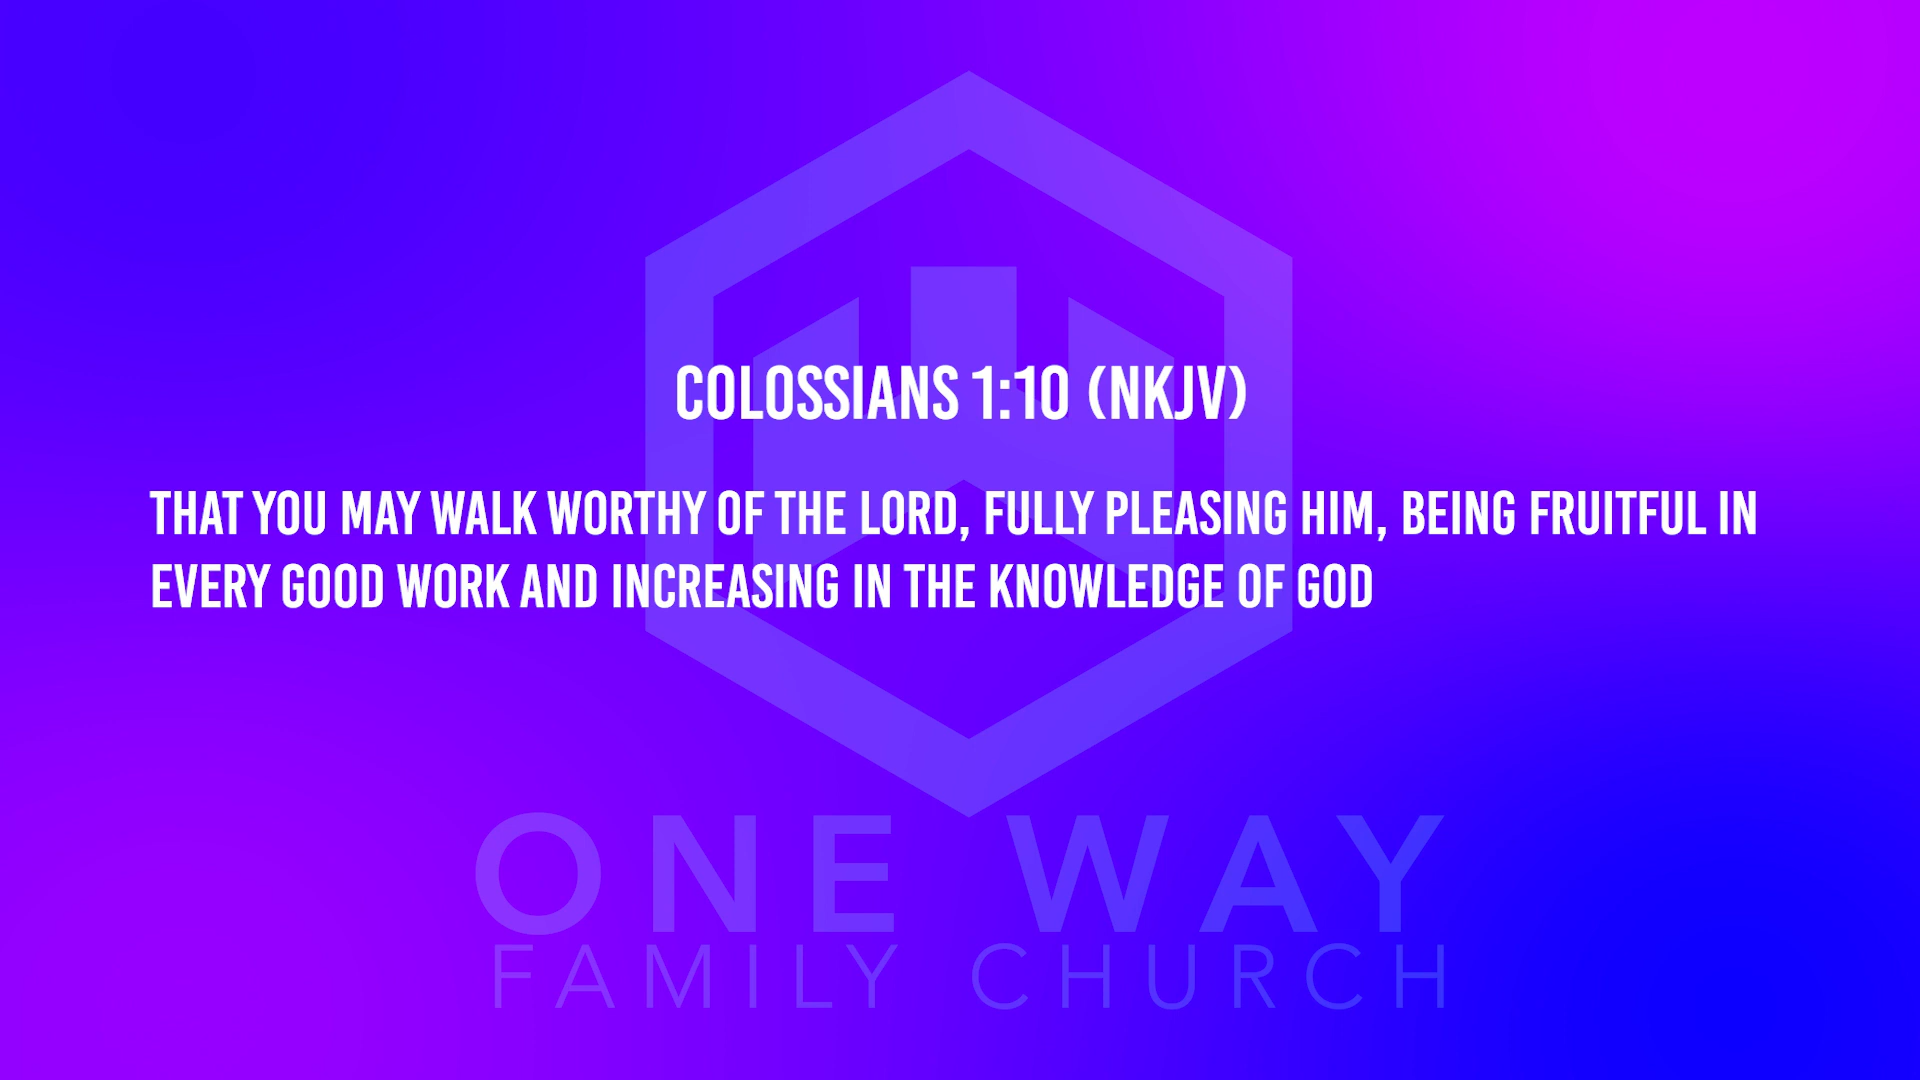 COLOSSIANS 1:10 (NKJV)
THAT YOU MAY WALK WORTHY OF THE LORD, FULLY PLEASING HIM, BEING FRUITFUL IN
EVERY GOOD WORK AND INCREASING IN THE KNOWLEDGE OF GOD
ONE WAY
FAMILY CHURCH